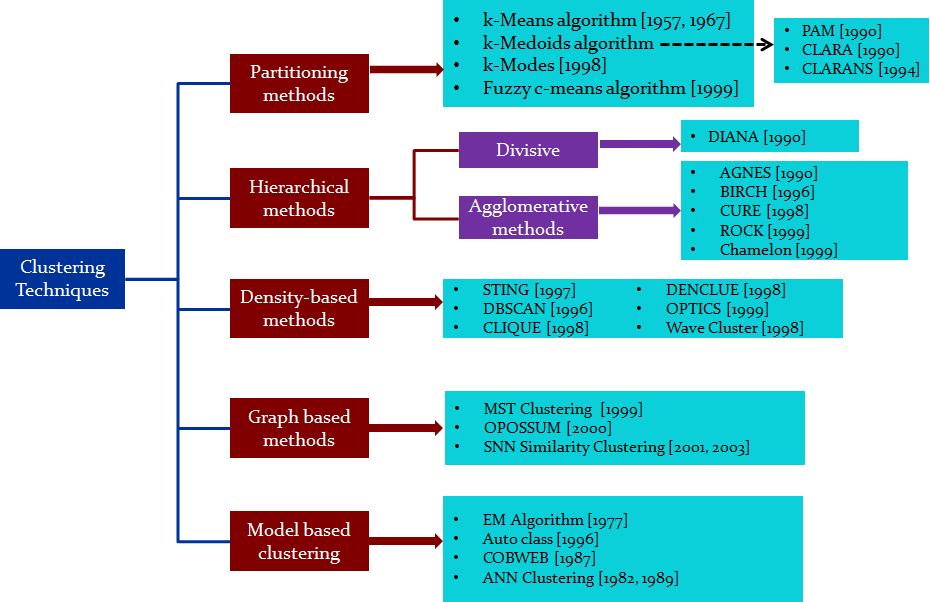 Clustering
Techniques
Partitioning
methods
• k-Means algorithm [1957, 1967]
• k-Medoids algorithm
• k-Modes [1998]
• Fuzzy c-means algorithm [1999]
• PAM [1990]
• CLARA [1990]
• CLARANS [1994]
Hierarchical
methods
Divisive
• DIANA [1990]
Agglomerative
methods
• AGNES [1990]
• BIRCH [1996]
• CURE [1998]
• ROCK [1999]
• Chamelon [1999]
Density-based
methods
• STING [1997]
• DBSCAN [1996]
• CLIQUE [1998]
• DENCLUE [1998]
• OPTICS [1999]
• Wave Cluster [1998]
Graph based
methods
• MST Clustering [1999]
• OPOSSUM [2000]
• SNN Similarity Clustering [2001, 2003]
Model based
clustering
• EM Algorithm [1977]
• Auto class [1996]
• COBWEB [1987]
• ANN Clustering [1982, 1989]